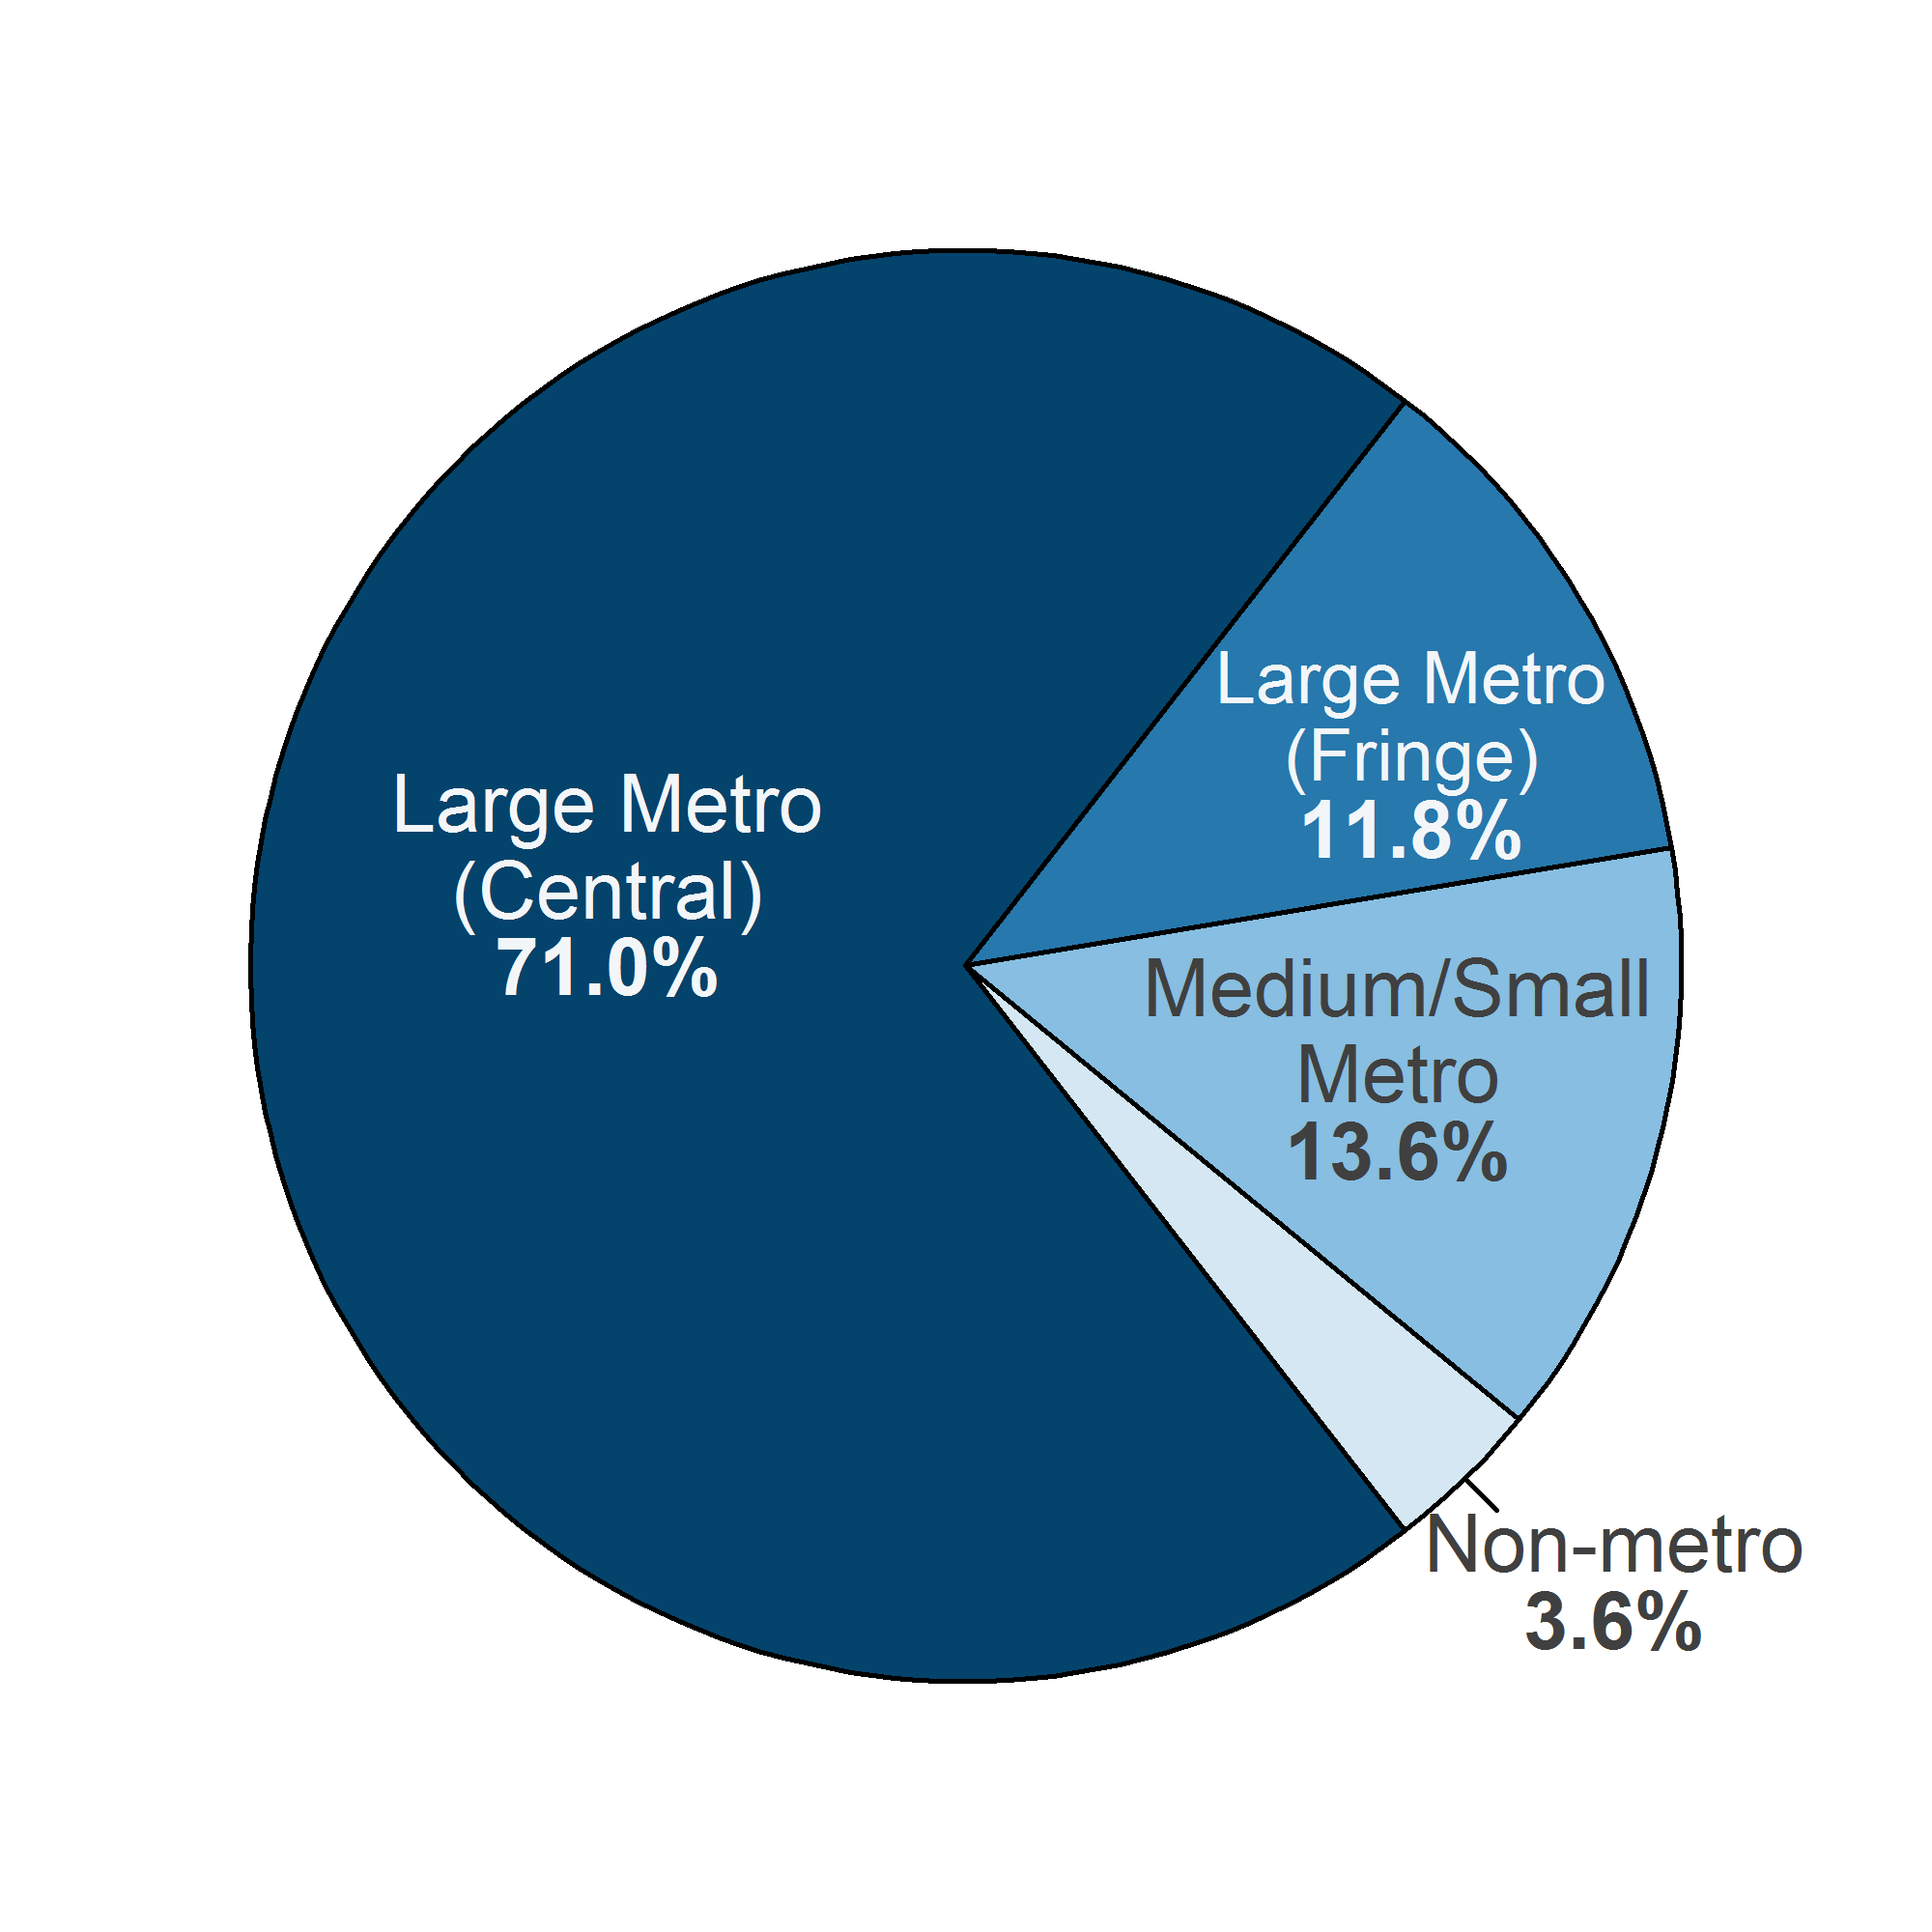 Large Metro
(Central)
71.0%
Large Metro
(Fringe)
11.8%
Medium/Small
Metro
13.6%
Non-metro
3.6%